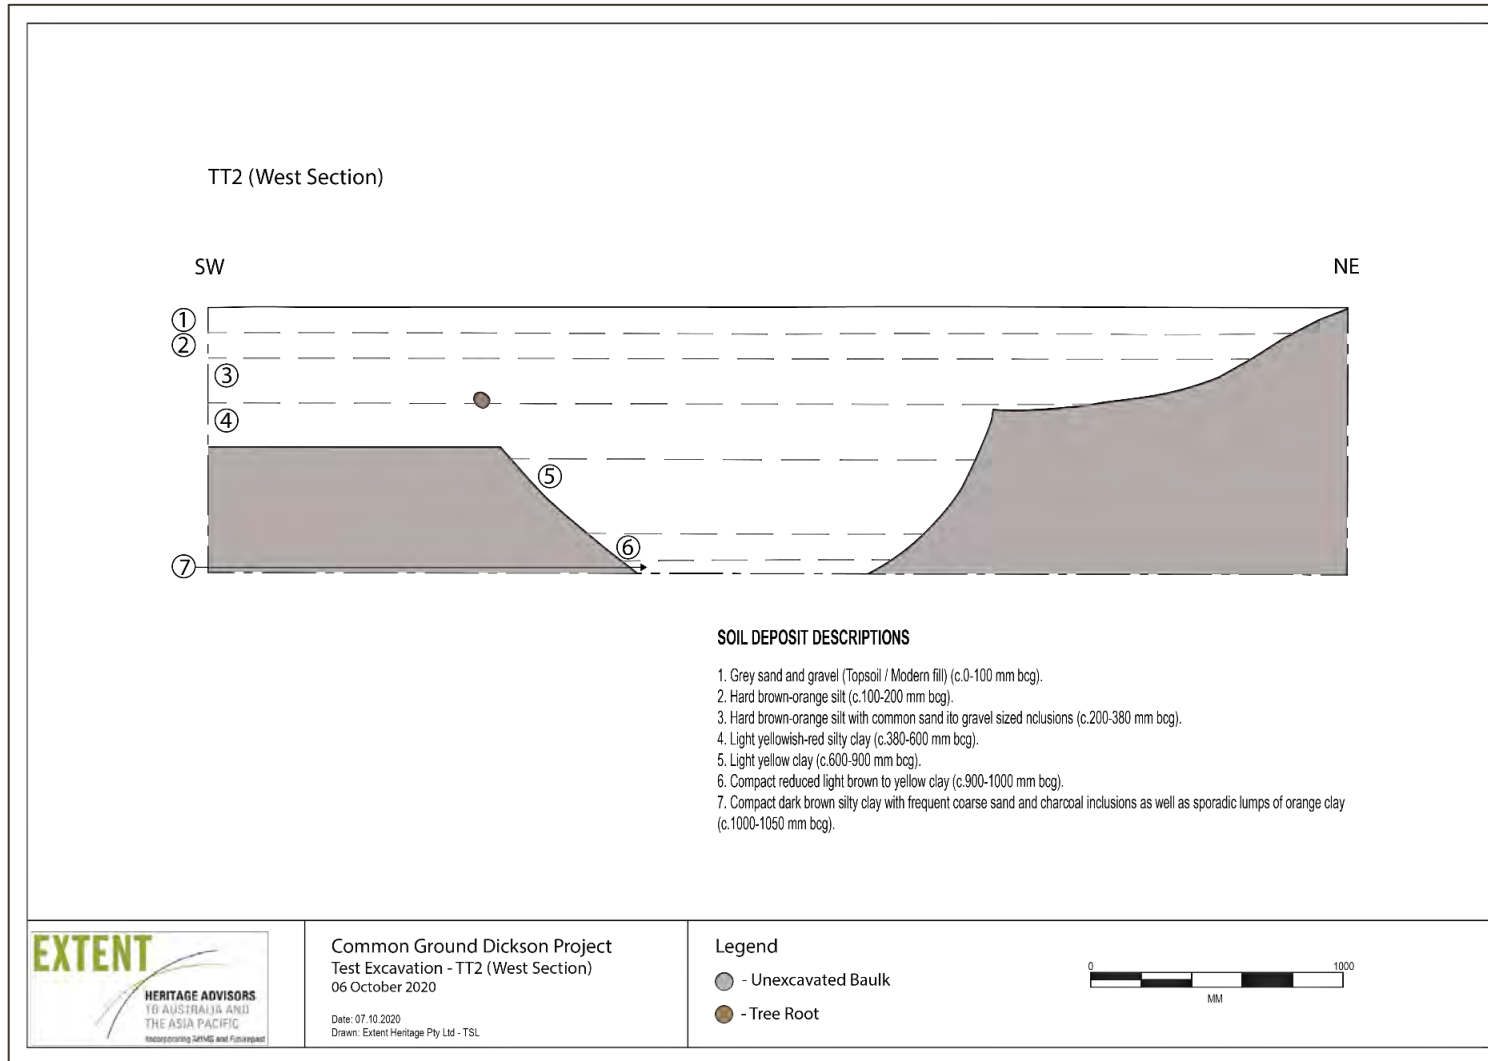 TT2 (West Section)
SW
NE
1
2
3
4
5
6
7
SOIL DEPOSIT DESCRIPTIONS
1. Grey sand and gravel (Topsoil / Modern fill) (c.0-100 mm bcg).
2. Hard brown-orange silt (c.100-200 mm bcg).
3. Hard brown-orange silt with common sand ito gravel sized nclusions (c.200-380 mm bcg).
4. Light yellowish-red silty clay (c.380-600 mm bcg).
5. Light yellow clay (c.600-900 mm bcg).
6. Compact reduced light brown to yellow clay (c.900-1000 mm bcg).
7. Compact dark brown silty clay with frequent coarse sand and charcoal inclusions as well as sporadic lumps of orange clay
(c.1000-1050 mm bcg).
EXTENT
HERITAGE ADVISORS
TO AUSTRALIA AND
THE ASIA PACIFIC
Incorporating AHMS and Futurepast
Common Ground Dickson Project
Test Excavation - TT2 (West Section)
06 October 2020
Date: 07.10.2020
Drawn: Extent Heritage Pty Ltd - TSL
Legend
- Unexcavated Baulk
- Tree Root
0
1000
MM